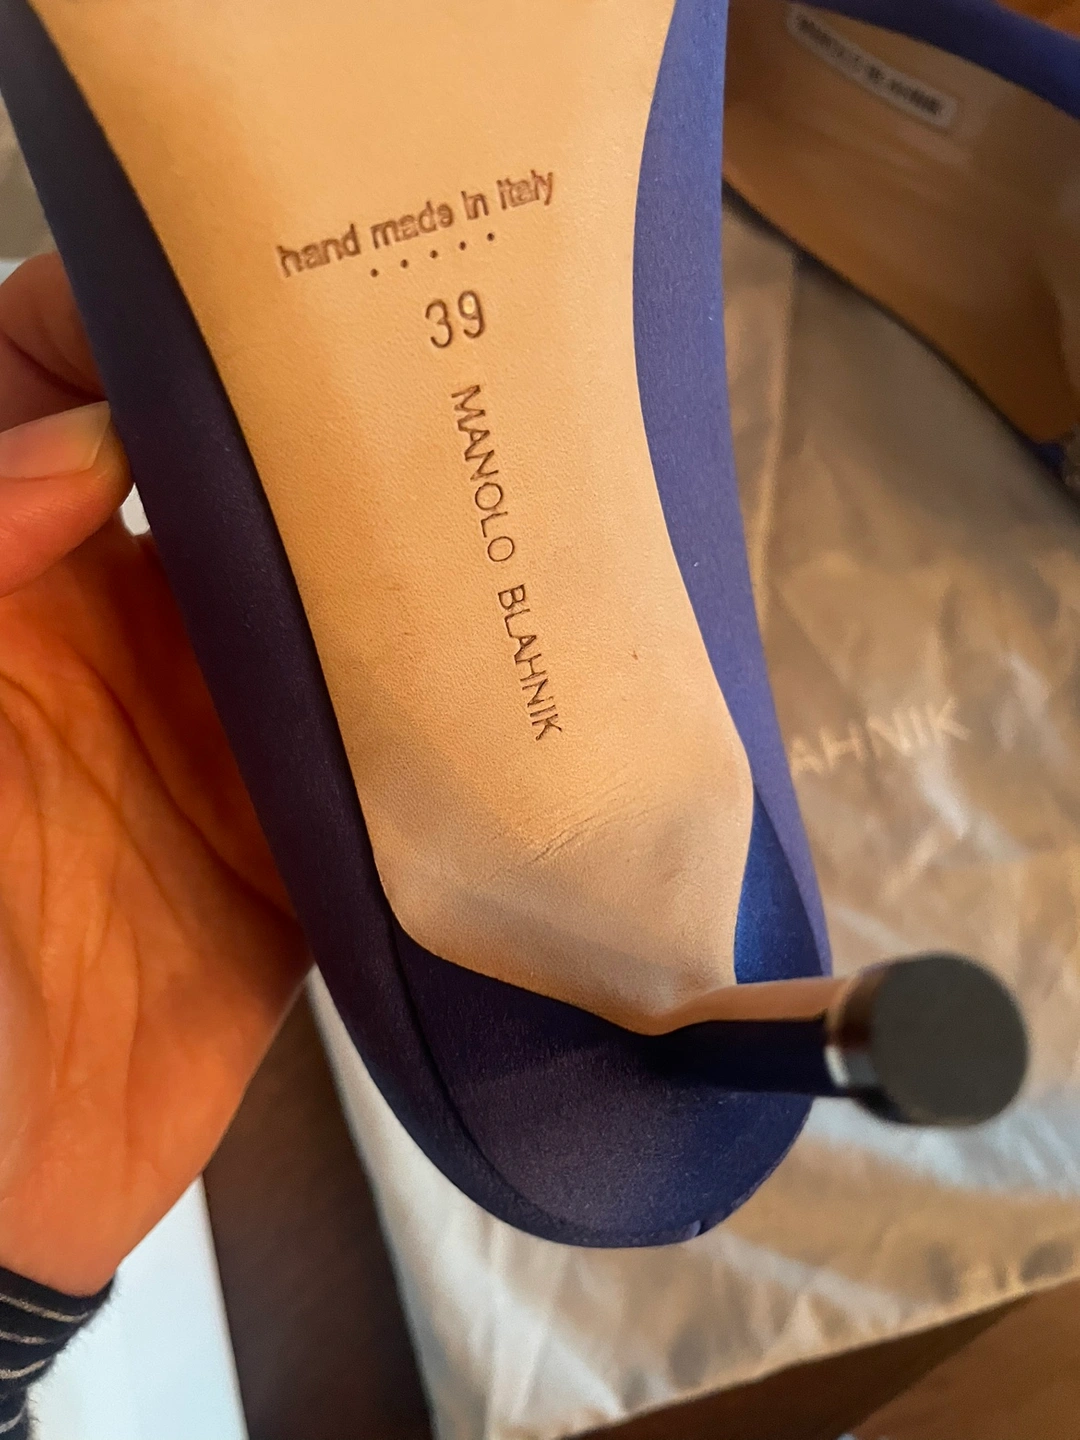 hand made in italy
39
MANOLO BLAHNIK
AHNIK